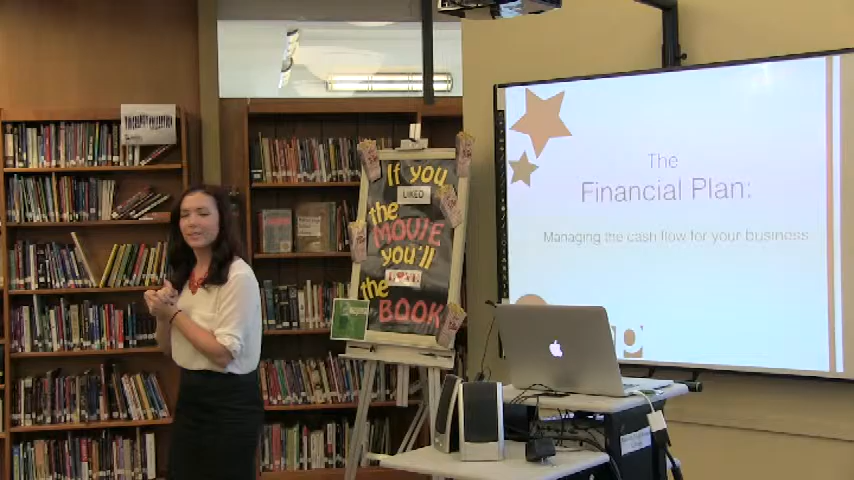 If you
LIKED
the
MOVIE
you'll
LOVE
the
BOOK
The
Financial Plan:
Managing the cash flow for your business